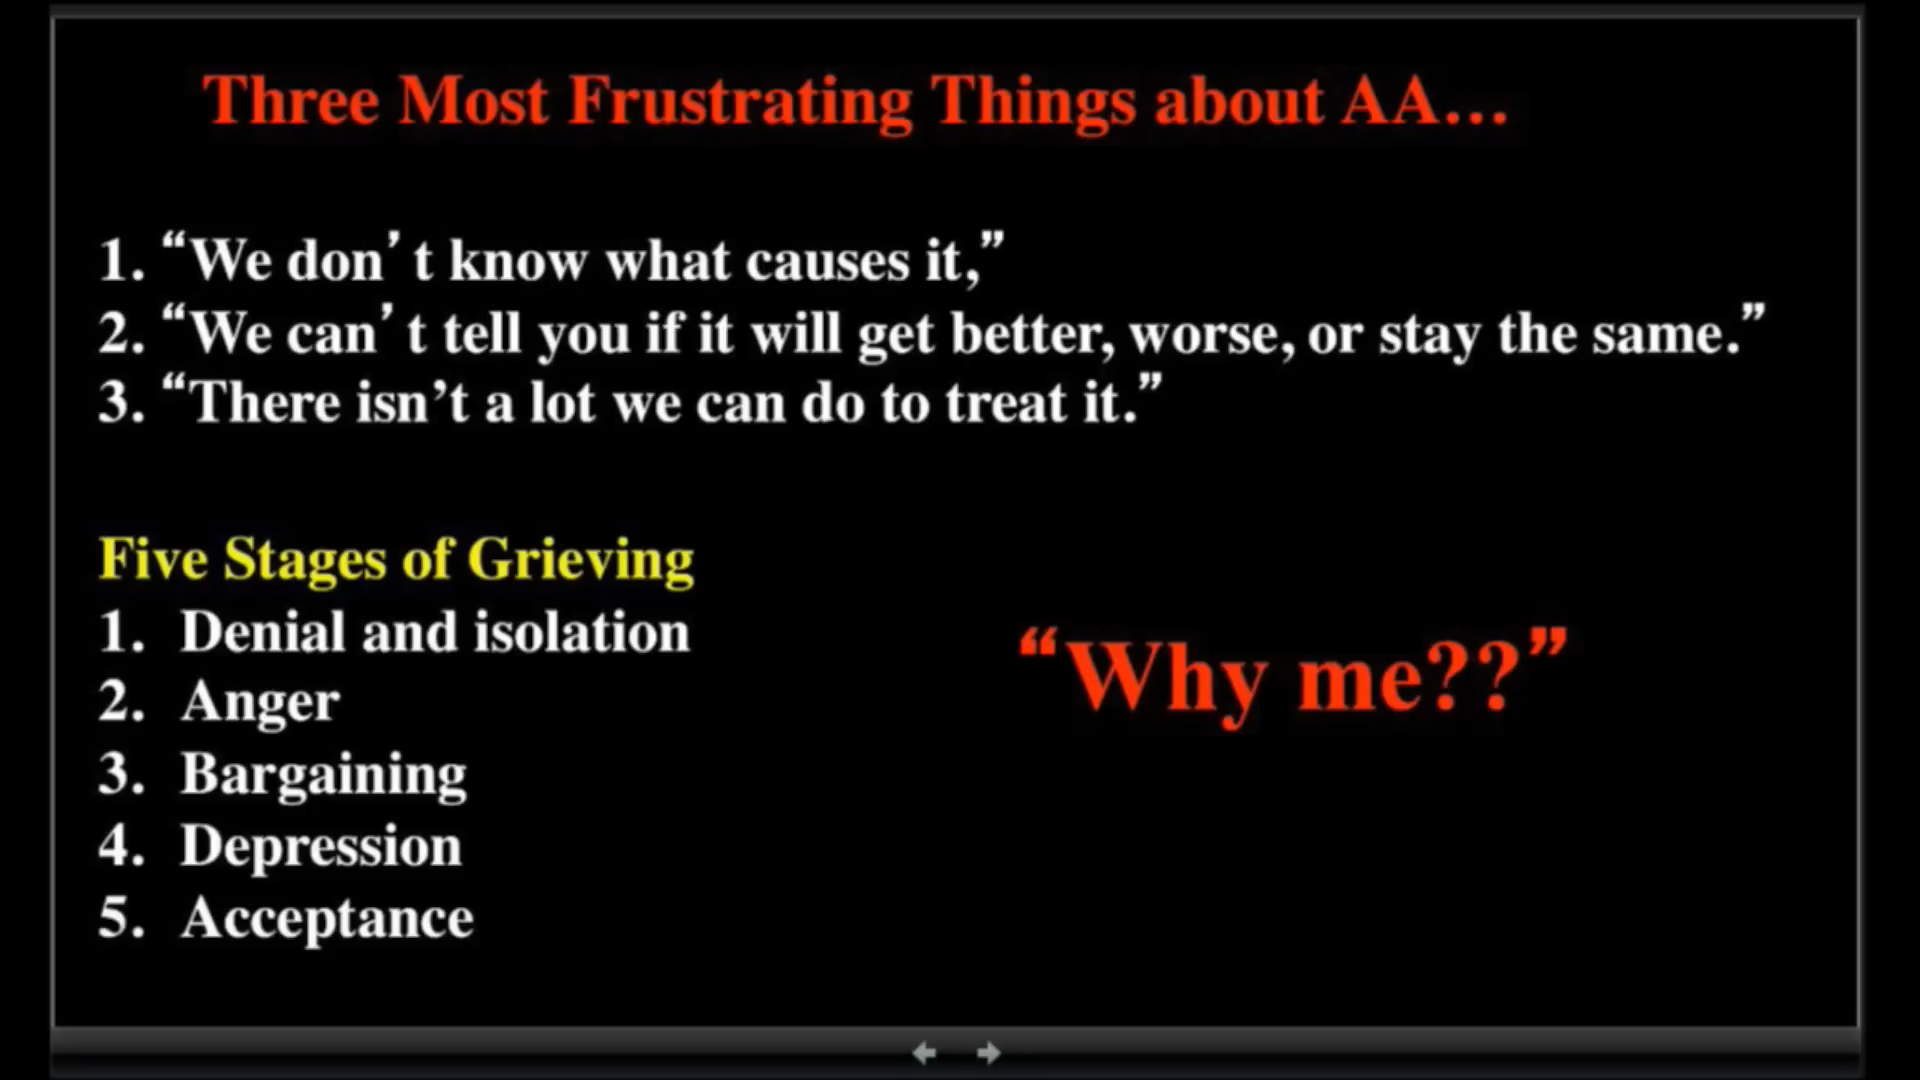 Three Most Frustrating Things about AA…
1. “We don’t know what causes it,”
2. “We can’t tell you if it will get better, worse, or stay the same.”
3. “There isn’t a lot we can do to treat it.”
Five Stages of Grieving
1. Denial and isolation
2. Anger
3. Bargaining
4. Depression
5. Acceptance
“Why me??”